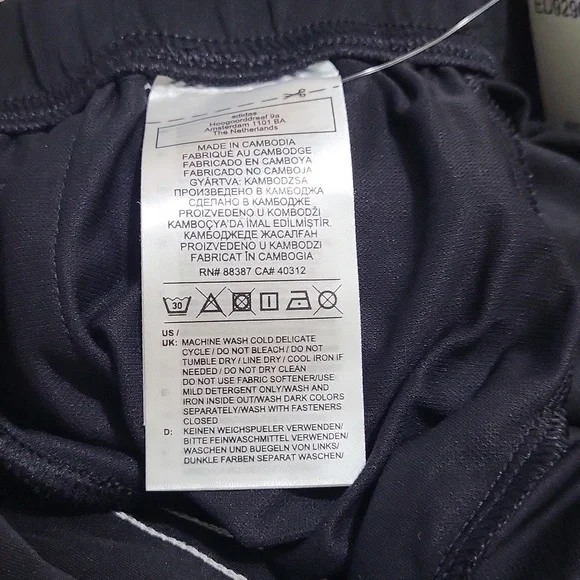 adidas
Hoogoorddreef 9a
Amsterdam 1101 BA
The Netherlands
MADE IN CAMBODIA
FABRIQUÉ AU CAMBODGE
FABRICADO EN CAMBOYA
FABRICADO NO CAMBOJA
GYÁRTVA: KAMBODZSA
ПРОИЗВЕДЕНО В КАМБОДЖА
СДЕЛАНО В КАМБОДЖЕ
PROIZVEDENO U KAMBODŽI
KAMBOÇYA'DA İMAL EDİLMİŞTİR.
КАМБОДЖЕДЕ ЖАСАЛҒАН
PROIZVEDENO U KAMBODŽI
FABRICAT ÎN CAMBOGIA
RN# 88387 CA# 40312
30
US /
UK: MACHINE WASH COLD DELICATE
CYCLE / DO NOT BLEACH / DO NOT
TUMBLE DRY / LINE DRY / COOL IRON IF
NEEDED / DO NOT DRY CLEAN
DO NOT USE FABRIC SOFTENER/USE
MILD DETERGENT ONLY/WASH AND
IRON INSIDE OUT/WASH DARK COLORS
SEPARATELY/WASH WITH FASTENERS
CLOSED
D: KEINEN WEICHSPUELER VERWENDEN/
BITTE FEINWASCHMITTEL VERWENDEN/
WASCHEN UND BUEGELN VON LINKS/
DUNKLE FARBEN SEPARAT WASCHEN/